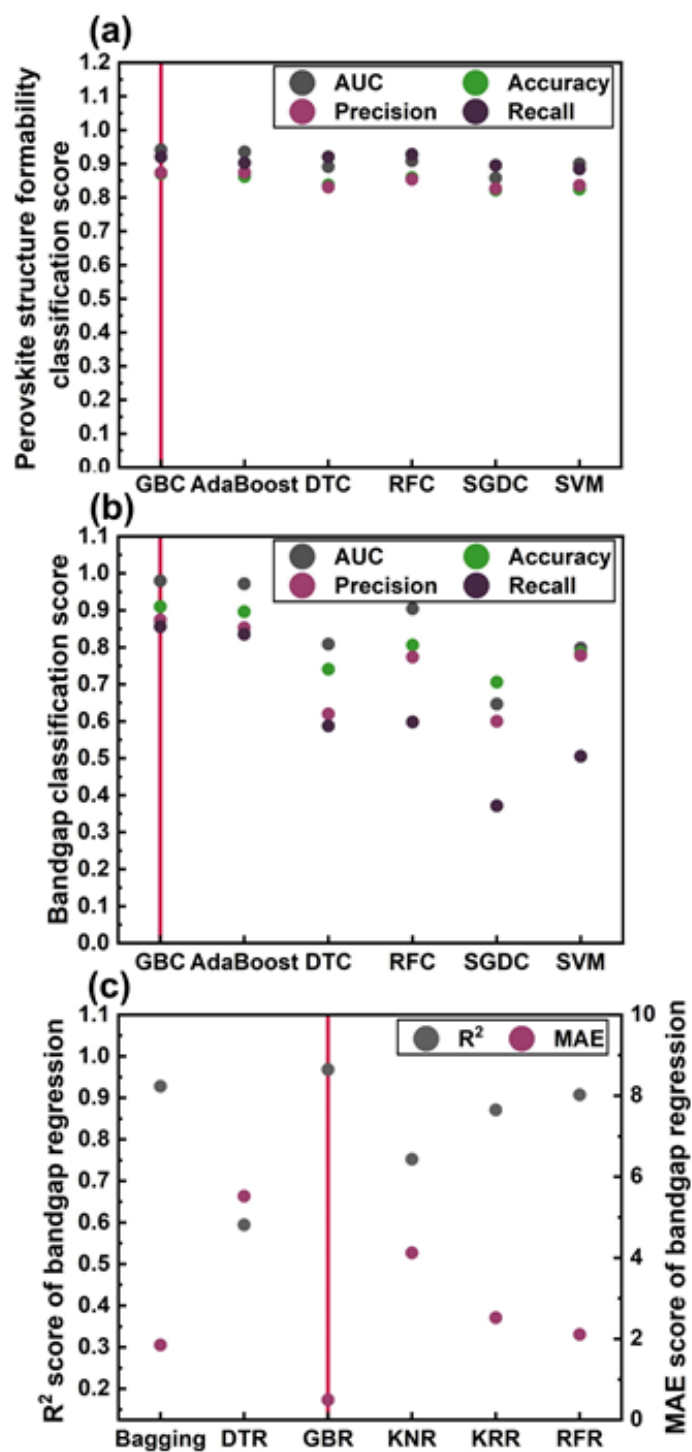 (a)
Perovskite structure formability
classification score
1.2
1.1
1.0
0.9
0.8
0.7
0.6
0.5
0.4
0.3
0.2
0.1
0.0
AUC Accuracy
Precision Recall
GBC AdaBoost DTC RFC SGDC SVM
(b)
Bandgap classification score
1.1
1.0
0.9
0.8
0.7
0.6
0.5
0.4
0.3
0.2
0.1
0.0
AUC Accuracy
Precision Recall
GBC AdaBoost DTC RFC SGDC SVM
(c)
R² score of bandgap regression
1.1
1.0
0.9
0.8
0.7
0.6
0.5
0.4
0.3
0.2
R² MAE
10
8
6
4
2
0
MAE score of bandgap regression
Bagging DTR GBR KNR KRR RFR